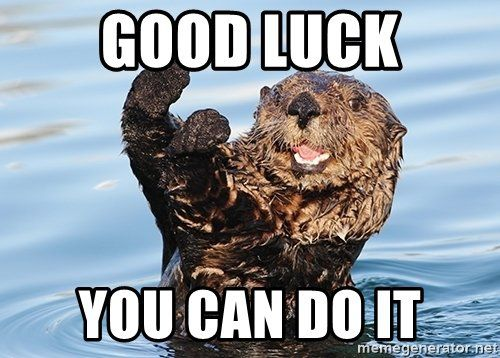 GOOD LUCK
YOU CAN DO IT
memegenerator.net